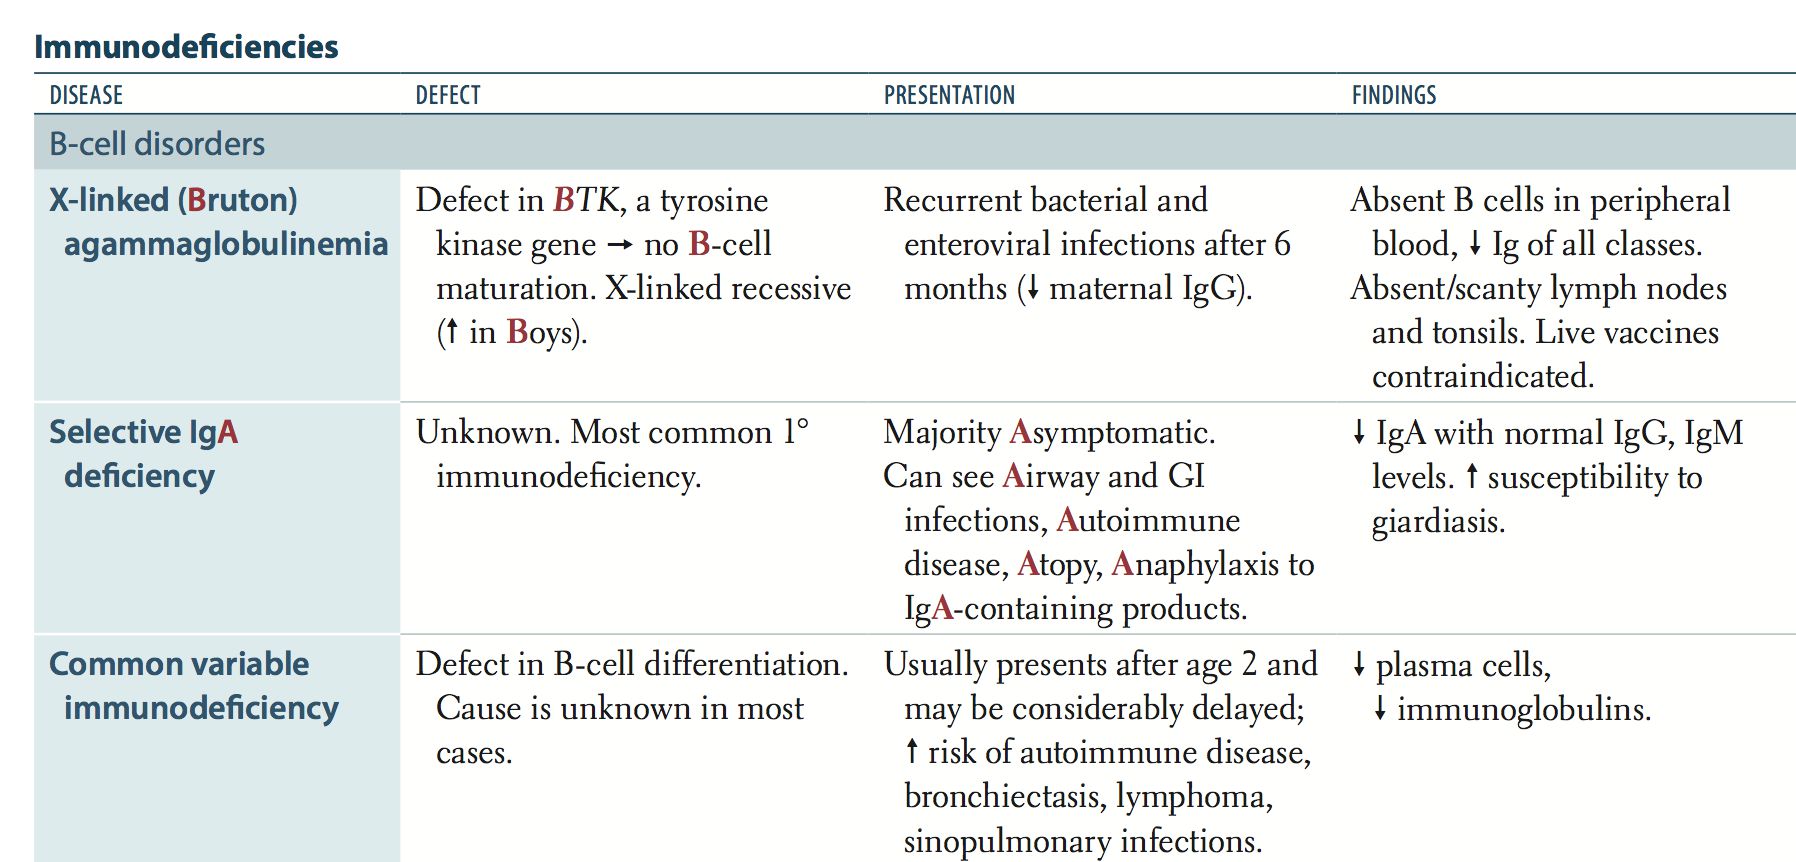 Immunodeficiencies
DISEASE DEFECT PRESENTATION FINDINGS
B-cell disorders
X-linked (Bruton)
agammaglobulinemia
Defect in BTK, a tyrosine
kinase gene → no B-cell
maturation. X-linked recessive
(↑ in Boys).
Recurrent bacterial and
enteroviral infections after 6
months (↓ maternal IgG).
Absent B cells in peripheral
blood, ↓ Ig of all classes.
Absent/scanty lymph nodes
and tonsils. Live vaccines
contraindicated.
Selective IgA
deficiency
Unknown. Most common 1°
immunodeficiency.
Majority Asymptomatic.
Can see Airway and GI
infections, Autoimmune
disease, Atopy, Anaphylaxis to
IgA-containing products.
↓ IgA with normal IgG, IgM
levels. ↑ susceptibility to
giardiasis.
Common variable
immunodeficiency
Defect in B-cell differentiation.
Cause is unknown in most
cases.
Usually presents after age 2 and
may be considerably delayed;
↑ risk of autoimmune disease,
bronchiectasis, lymphoma,
sinopulmonary infections.
↓ plasma cells,
↓ immunoglobulins.